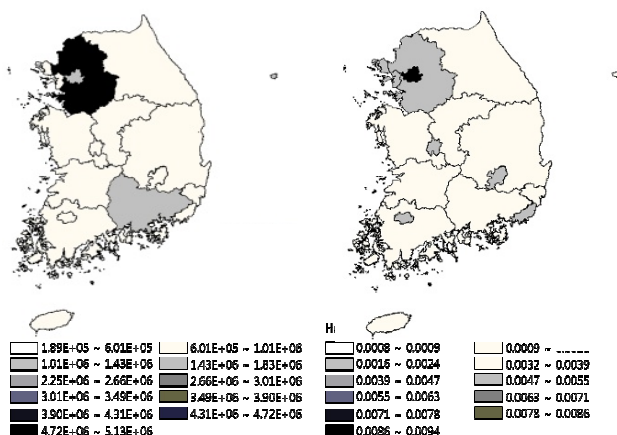 1.89E+05 ~ 6.01E+05 6.01E+05 ~ 1.01E+06
1.01E+06 ~ 1.43E+06 1.43E+06 ~ 1.83E+06
2.25E+06 ~ 2.66E+06 2.66E+06 ~ 3.01E+06
3.01E+06 ~ 3.49E+06 3.49E+06 ~ 3.90E+06
3.90E+06 ~ 4.31E+06 4.31E+06 ~ 4.72E+06
4.72E+06 ~ 5.13E+06
0.0008 ~ 0.0009 0.0009 ~
0.0016 ~ 0.0024 0.0032 ~ 0.0039
0.0039 ~ 0.0047 0.0047 ~ 0.0055
0.0055 ~ 0.0063 0.0063 ~ 0.0071
0.0071 ~ 0.0078 0.0078 ~ 0.0086
0.0086 ~ 0.0094